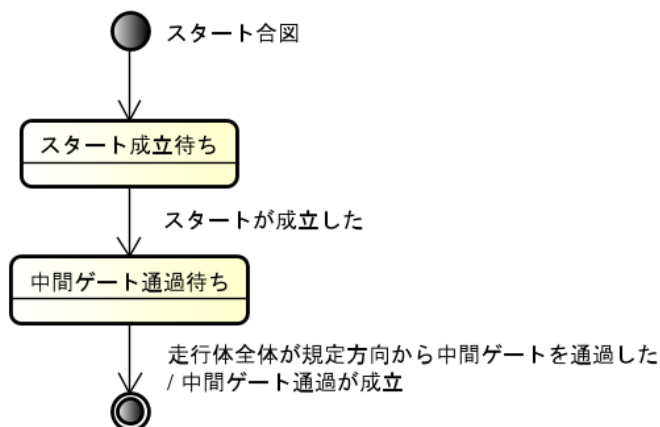 スタート合図
スタート成立待ち
スタートが成立した
中間ゲート通過待ち
走行体全体が規定方向から中間ゲートを通過した
/ 中間ゲート通過が成立